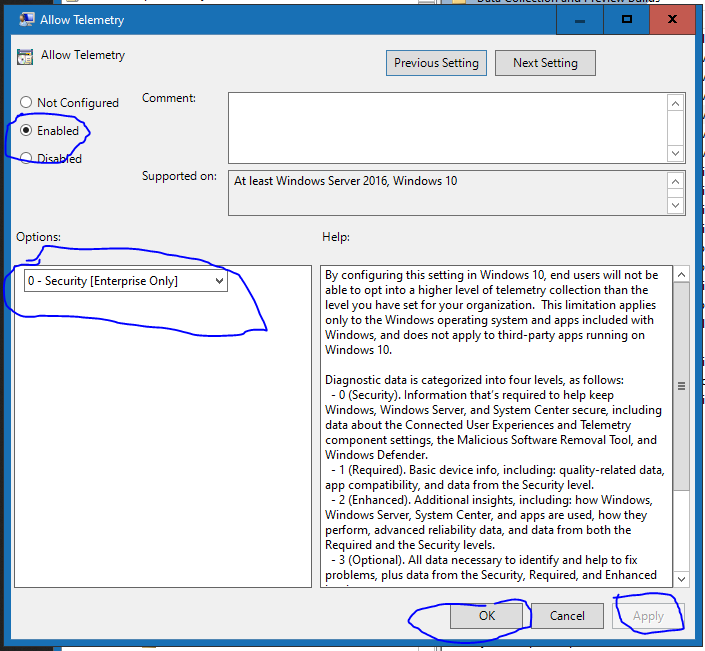 Data Collection and Preview Builds
Allow Telemetry
Allow Telemetry
Previous Setting
Next Setting
Not Configured
Comment:
Enabled
Disabled
Supported on:
At least Windows Server 2016, Windows 10
Options:
Help:
0 - Security [Enterprise Only]
By configuring this setting in Windows 10, end users will not be
able to opt into a higher level of telemetry collection than the
level you have set for your organization.  This limitation applies
only to the Windows operating system and apps included with
Windows, and does not apply to third-party apps running on
Windows 10.
Diagnostic data is categorized into four levels, as follows:
- 0 (Security). Information that's required to help keep
Windows, Windows Server, and System Center secure, including
data about the Connected User Experiences and Telemetry
component settings, the Malicious Software Removal Tool, and
Windows Defender.
- 1 (Required). Basic device info, including: quality-related data,
app compatibility, and data from the Security level.
- 2 (Enhanced). Additional insights, including: how Windows,
Windows Server, System Center, and apps are used, how they
perform, advanced reliability data, and data from both the
Required and the Security levels.
- 3 (Optional). All data necessary to identify and help to fix
problems, plus data from the Security, Required, and Enhanced
OK
Cancel
Apply